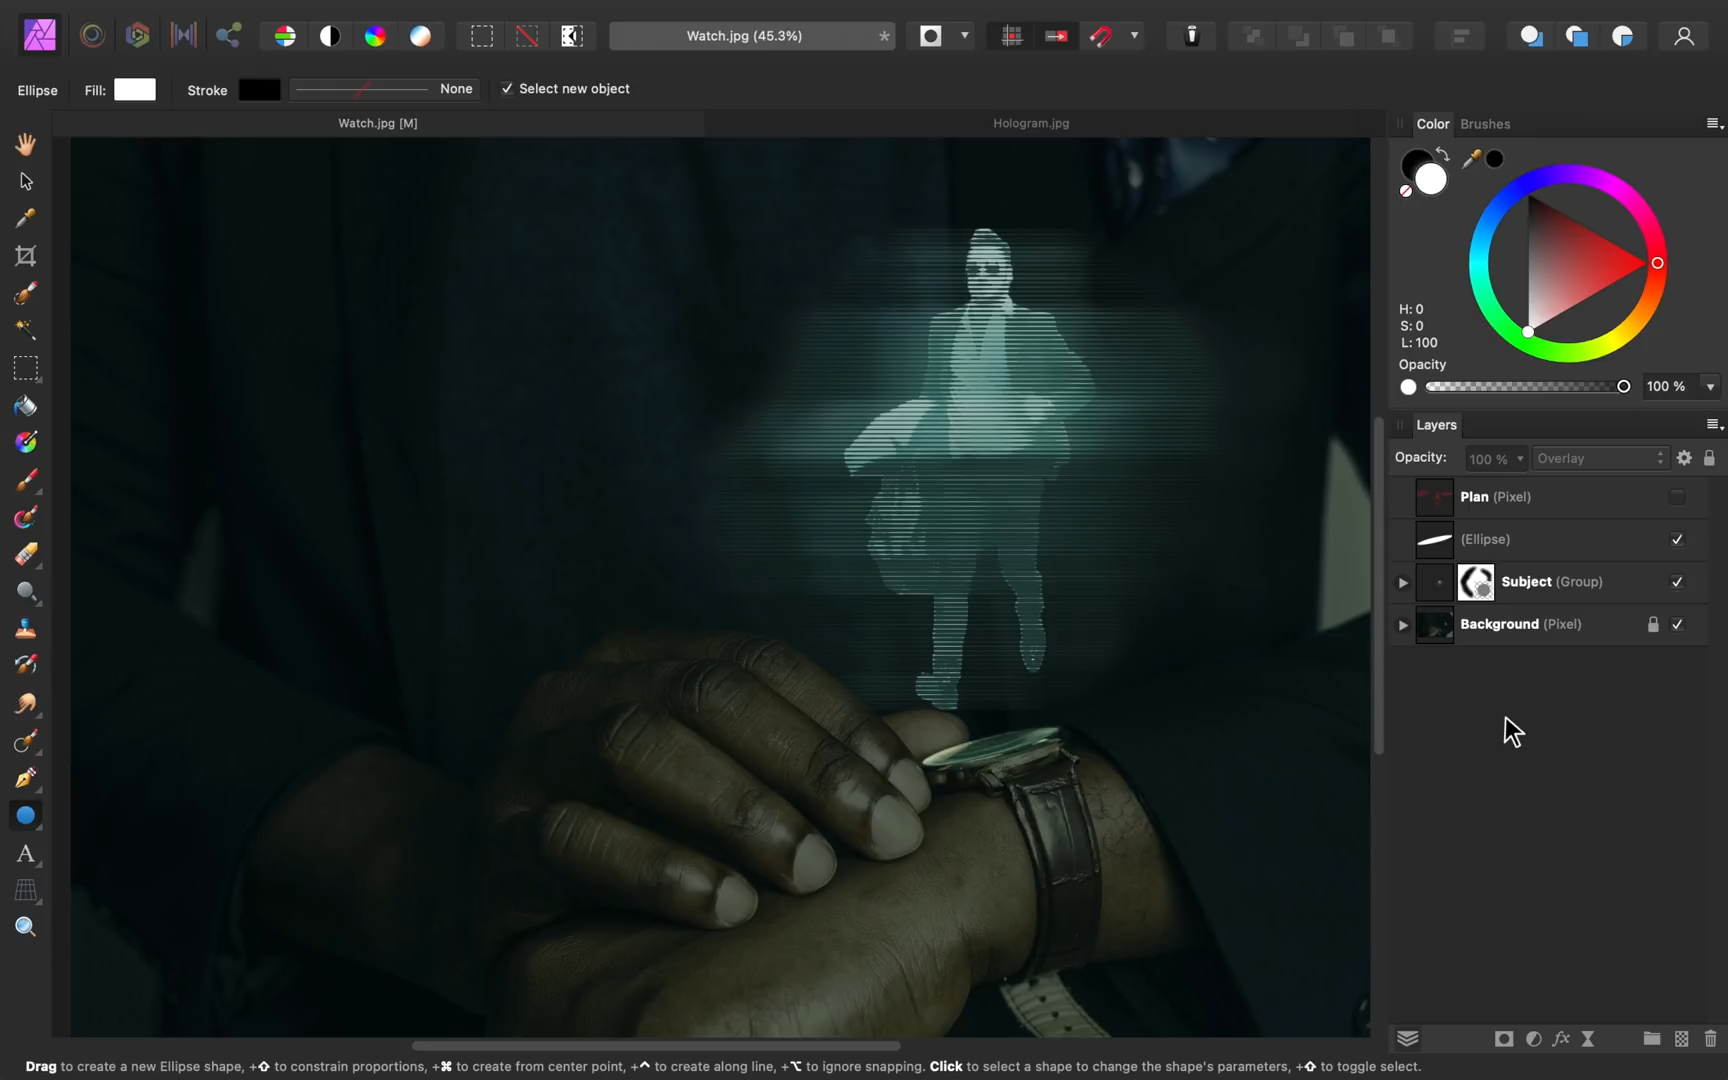 Watch.jpg (45.3%)
*
Ellipse Fill: Stroke None Select new object
Watch.jpg [M] Hologram.jpg
Color Brushes
H: 0
S: 0
L: 100
Opacity
100 %
Layers
Opacity: 100 % Overlay
Plan (Pixel)
(Ellipse)
Subject (Group)
Background (Pixel)
A
fx
Drag to create a new Ellipse shape, +⇧ to constrain proportions, +⌘ to create from center point, +⌃ to create along line, +⌥ to ignore snapping. Click to select a shape to change the shape's parameters, +⇧ to toggle select.